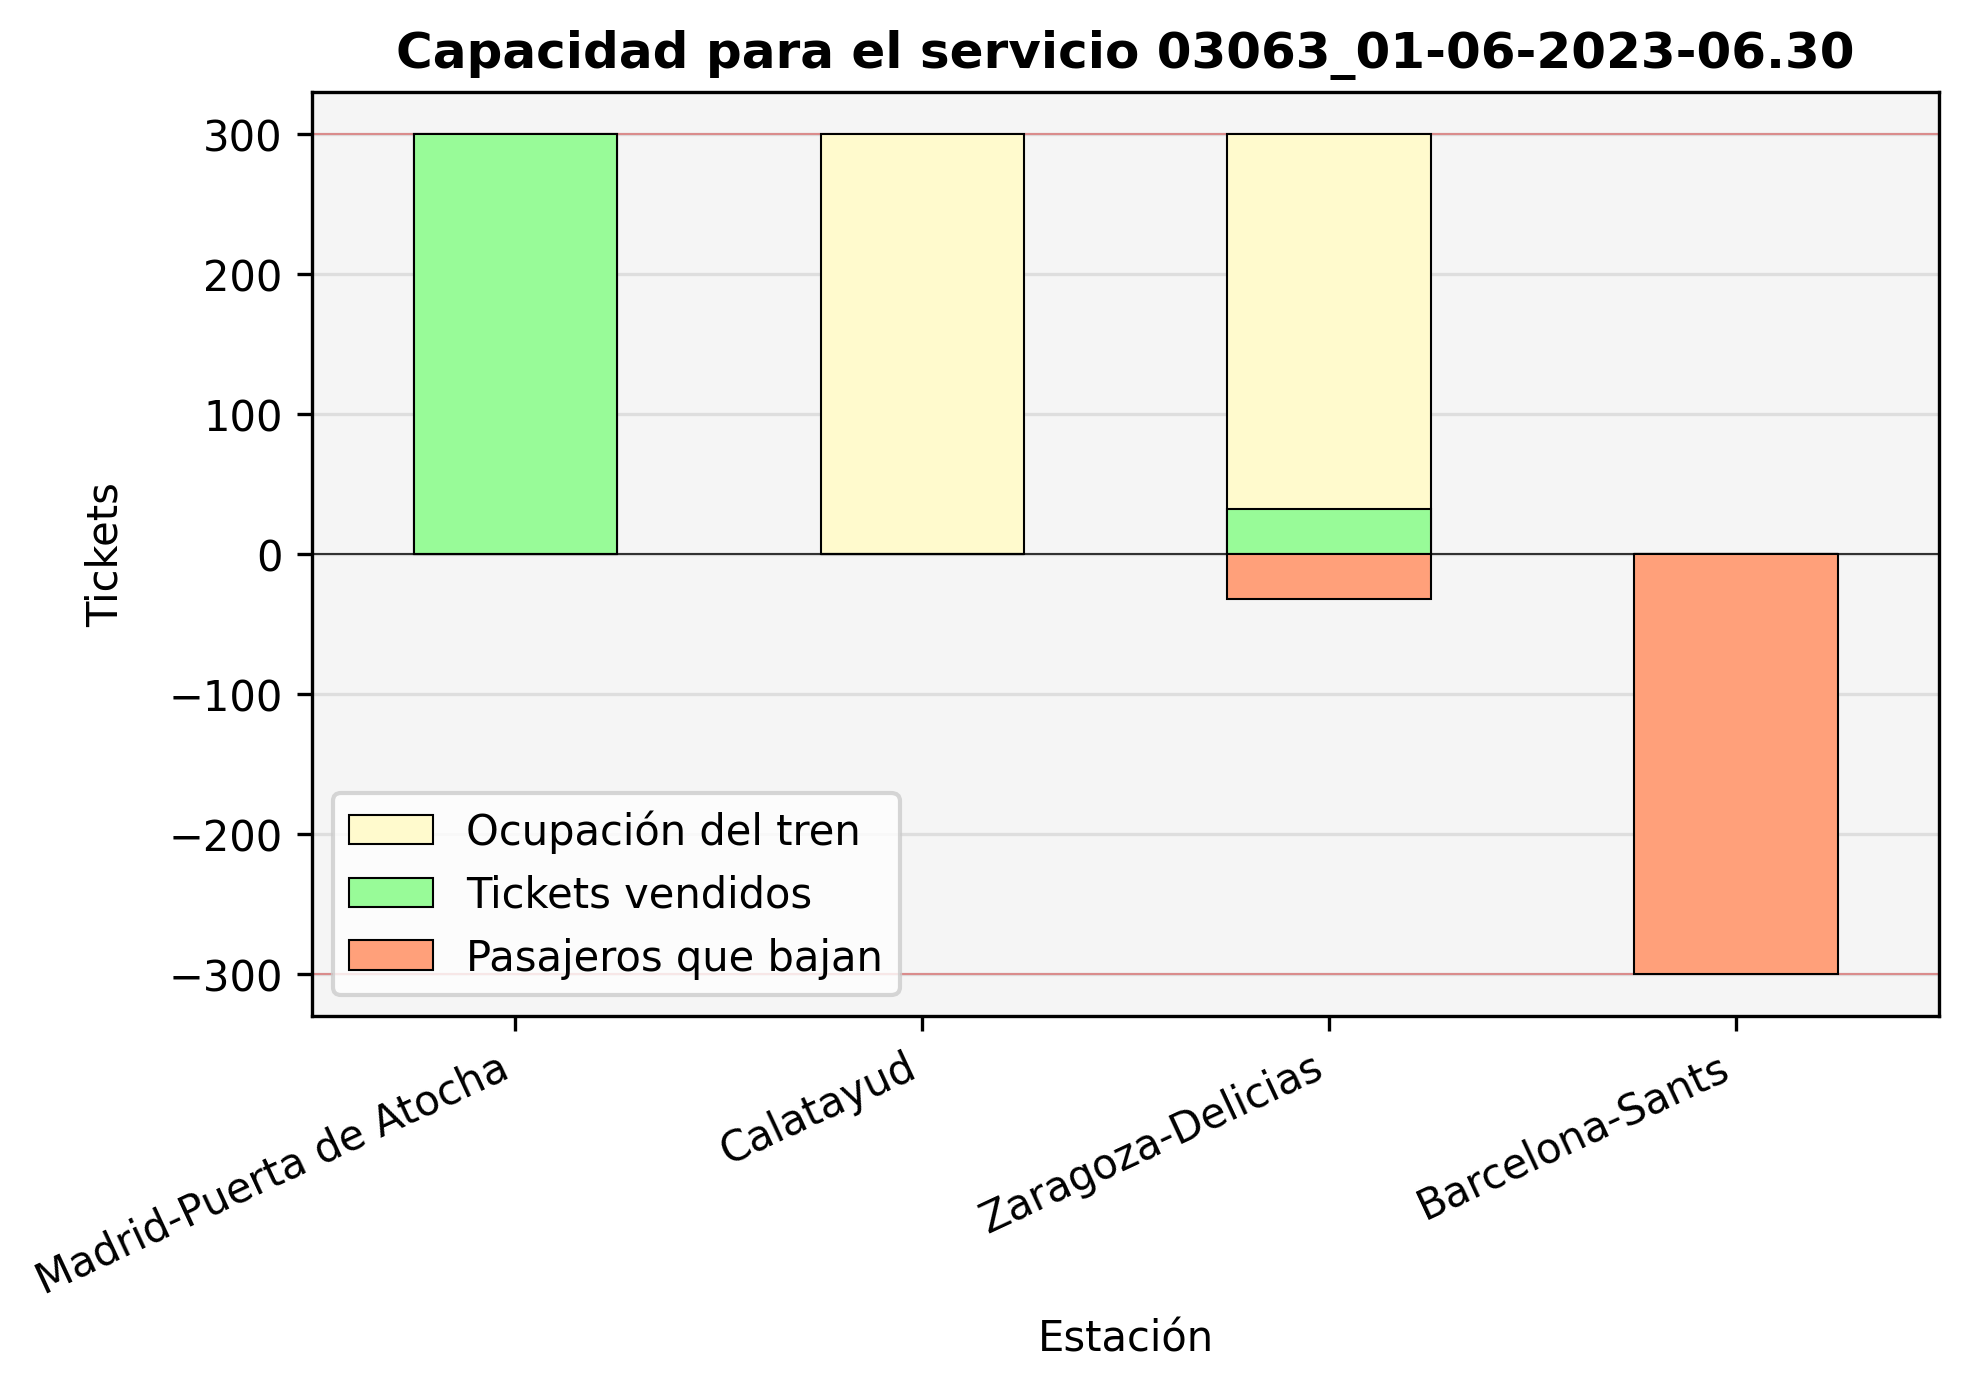 Capacidad para el servicio 03063_01-06-2023-06.30
300
200
100
0
−100
−200
−300
Tickets
Ocupación del tren
Tickets vendidos
Pasajeros que bajan
Madrid-Puerta de Atocha
Calatayud
Zaragoza-Delicias
Barcelona-Sants
Estación